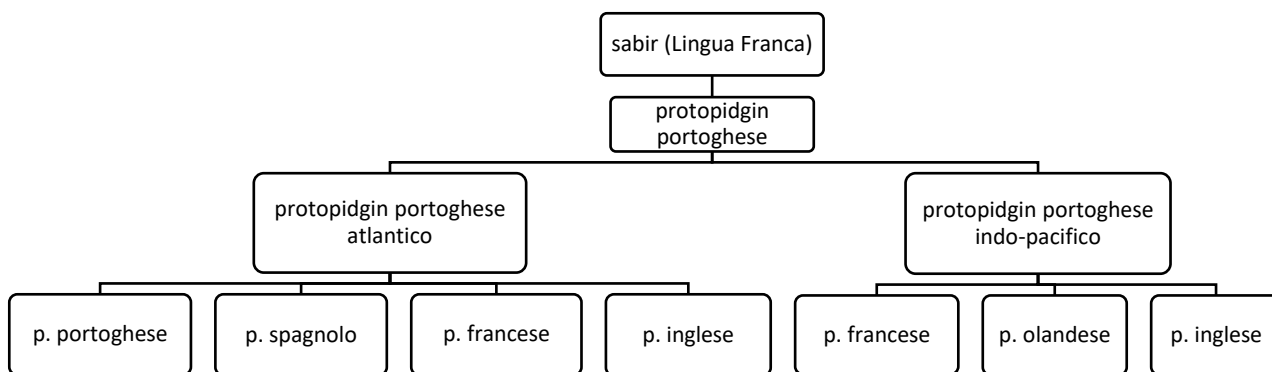 sabir (Lingua Franca)
protopidgin
portoghese
protopidgin portoghese
atlantico
protopidgin portoghese
indo-pacifico
p. portoghese
p. spagnolo
p. francese
p. inglese
p. francese
p. olandese
p. inglese